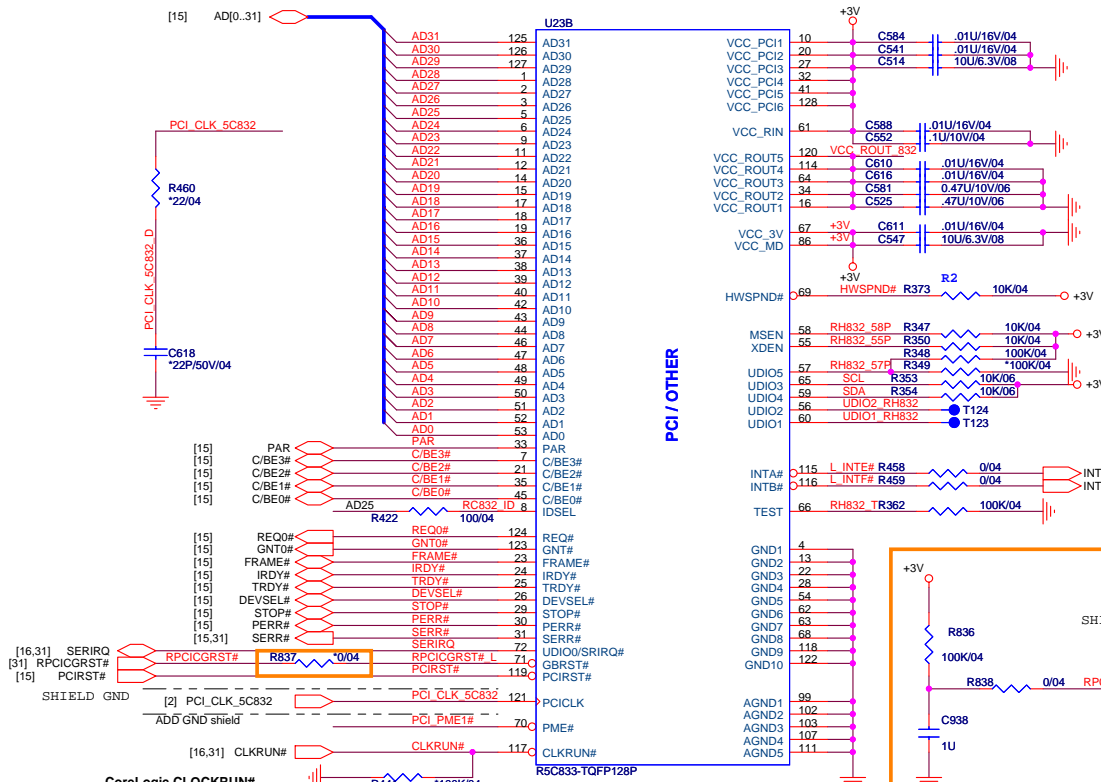 [15] AD[0..31]
U23B
+3V
AD31 125 AD31 VCC_PCI1 10 C584 .01U/16V/04
AD30 126 AD30 VCC_PCI2 20 C541 .01U/16V/04
AD29 127 AD29 VCC_PCI3 27 C514 10U/6.3V/08
AD28 1 AD28 VCC_PCI4 32
AD27 2 AD27 VCC_PCI5 41
AD26 3 AD26 VCC_PCI6 128
AD25 5 AD25
PCI_CLK_5C832 AD24 6 AD24 VCC_RIN 61 C588 .01U/16V/04
AD23 9 AD23 C552 .1U/10V/04
AD22 11 AD22 VCC_ROUT5 120 VCC_ROUT_832
AD21 12 AD21 VCC_ROUT4 114 C610 .01U/16V/04
AD20 14 AD20 VCC_ROUT3 64 C616 .01U/16V/04
R460 AD19 15 AD19 VCC_ROUT2 34 C581 0.47U/10V/06
*22/04 AD18 17 AD18 VCC_ROUT1 16 C525 .47U/10V/06
AD17 18 AD17
AD16 19 AD16 VCC_3V 67 +3V C611 .01U/16V/04
AD15 36 AD15 VCC_MD 86 +3V C547 10U/6.3V/08
PCI_CLK_5C832_D
AD14 37 AD14
AD13 38 AD13 +3V
AD12 39 AD12 R2
AD11 40 AD11 HWSPND# 69 HWSPND# R373 10K/04 +3V
AD10 42 AD10
AD9 43 AD9
AD8 44 AD8 MSEN 58 RH832_58P R347 10K/04 +3V
AD7 46 AD7 XDEN 55 RH832_55P R350 10K/04
C618 AD6 47 AD6 R348 100K/04
*22P/50V/04 AD5 48 AD5 UDIO5 57 RH832_57P R349 *100K/04
AD4 49 AD4 UDIO3 65 SCL R353 10K/06 +3V
AD3 50 AD3 UDIO4 59 SDA R354 10K/06
AD2 51 AD2 UDIO2 56 UDIO2_RH832 T124
AD1 52 AD1 UDIO1 60 UDIO1_RH832 T123
AD0 53 AD0
PCI / OTHER
[15] PAR PAR 33 PAR
[15] C/BE3# C/BE3# 7 C/BE3#
[15] C/BE2# C/BE2# 21 C/BE2# INTA# 115 L_INTE# R458 0/04 INT
[15] C/BE1# C/BE1# 35 C/BE1# INTB# 116 L_INTF# R459 0/04 INT
[15] C/BE0# C/BE0# 45 C/BE0#
AD25 R422 100/04 RC832_ID 8 IDSEL TEST 66 RH832_T R362 100K/04
[15] REQ0# REQ0# 124 REQ#
[15] GNT0# GNT0# 123 GNT# GND1 4
[15] FRAME# FRAME# 23 FRAME# GND2 13
[15] IRDY# IRDY# 24 IRDY# GND3 22
[15] TRDY# TRDY# 25 TRDY# GND4 28
[15] DEVSEL# DEVSEL# 26 DEVSEL# GND5 54
[15] STOP# STOP# 29 STOP# GND6 62
[15] PERR# PERR# 30 PERR# GND7 63
[15,31] SERR# SERR# 31 SERR# GND8 68
[16,31] SERIRQ SERIRQ 72 UDIO0/SRIRQ# GND9 118
[31] RPCICGRST# RPCICGRST# R837 *0/04 RPCICGRST#_L 71 GBRST# GND10 122
[15] PCIRST# PCIRST# 119 PCIRST#
SHIELD GND
[2] PCI_CLK_5C832 PCI_CLK_5C832 121 PCICLK AGND1 99
ADD GND shield AGND2 102
PCI_PME1# 70 PME# AGND3 103
AGND4 107
[16,31] CLKRUN# CLKRUN# 117 CLKRUN# AGND5 111
R5C833-TQFP128P
+3V
R836
100K/04
R838 0/04
C938
1U